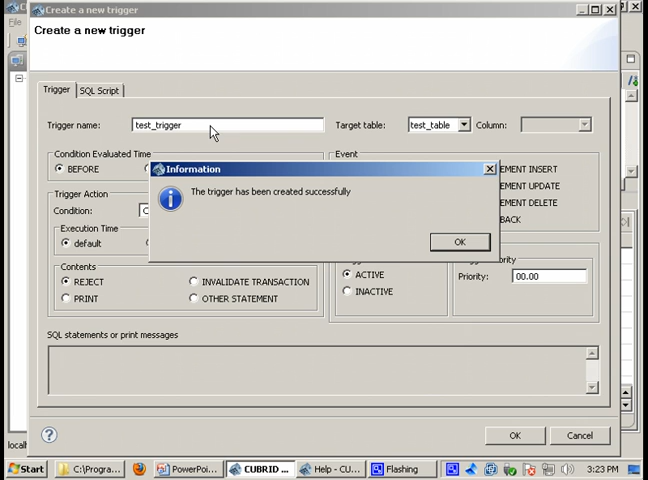 Create a new trigger
File
Create a new trigger
Trigger
SQL Script
Trigger name:
test_trigger
Target table:
test_table
Column:
Condition Evaluated Time
Event
BEFORE
EMENT INSERT
EMENT UPDATE
EMENT DELETE
BACK
Information
The trigger has been created successfully
OK
Trigger Action
Condition:
Execution Time
default
Priority:
00.00
Contents
REJECT
INVALIDATE TRANSACTION
ACTIVE
PRINT
OTHER STATEMENT
INACTIVE
SQL statements or print messages
OK
Cancel
localh
Start
C:\Progra...
PowerPoi...
CUBRID ...
Help - CU...
Flashing
3:23 PM